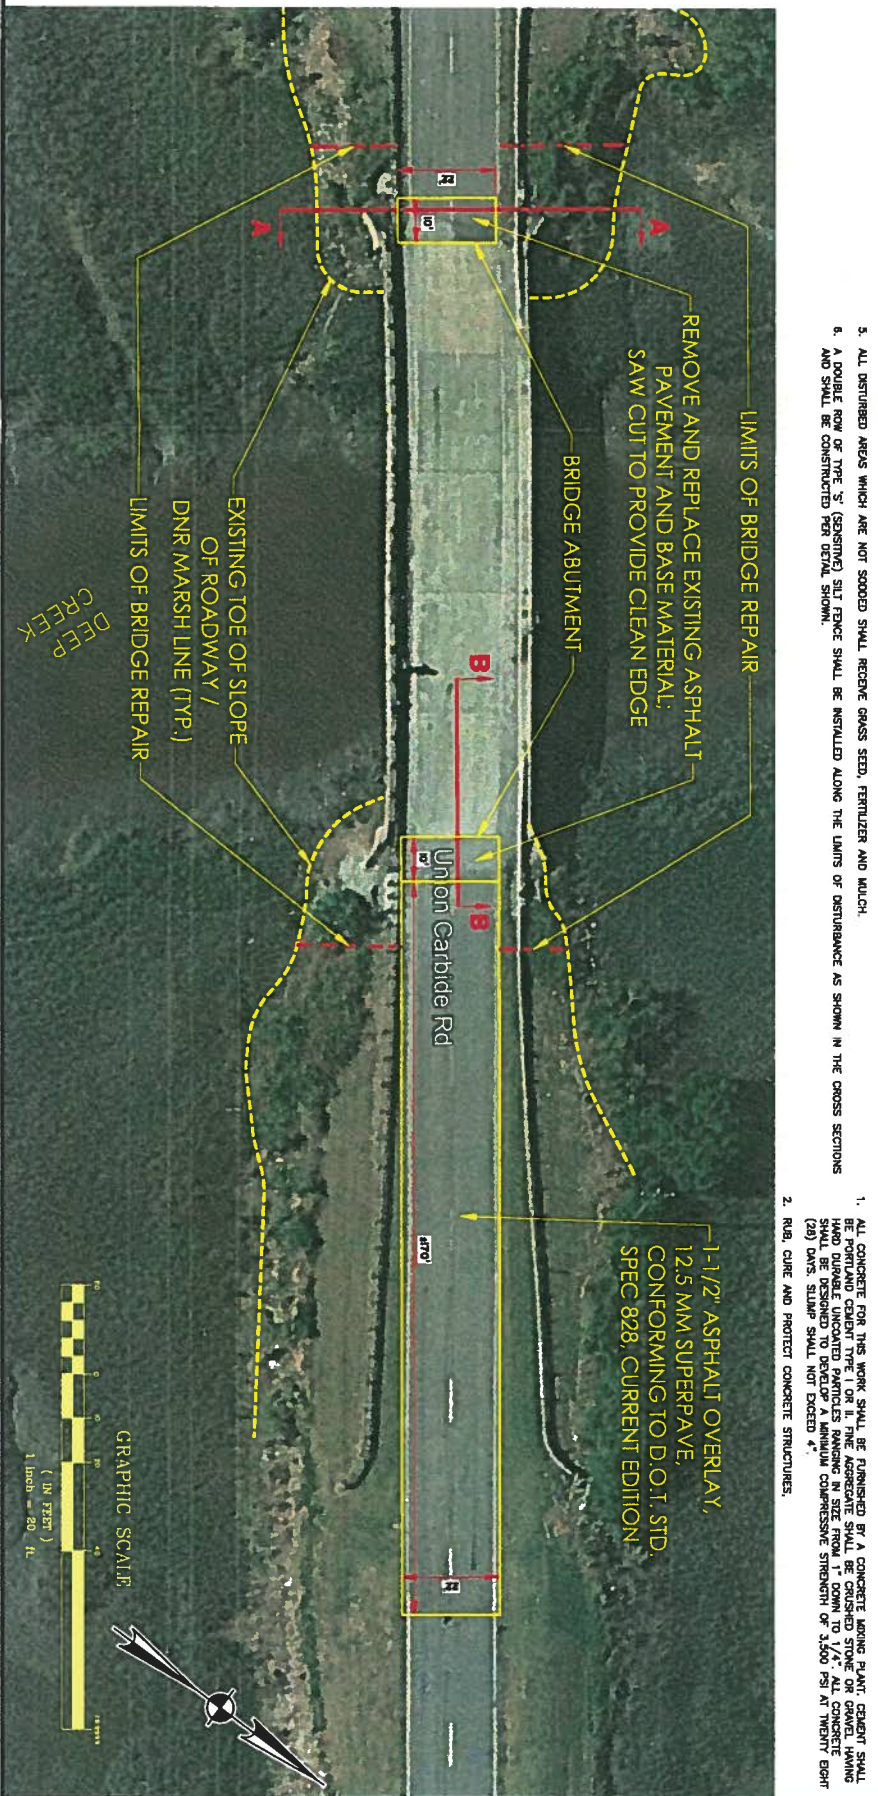 5. ALL DISTURBED AREAS WHICH ARE NOT SODDED SHALL RECEIVE GRASS SEED, FERTILIZER AND MULCH.
6. A DOUBLE ROW OF TYPE 'S' (SENSITIVE) SILT FENCE SHALL BE INSTALLED ALONG THE LIMITS OF DISTURBANCE AS SHOWN IN THE CROSS SECTIONS
AND SHALL BE CONSTRUCTED PER DETAIL SHOWN.
1. ALL CONCRETE FOR THIS WORK SHALL BE FURNISHED BY A CONCRETE MIXING PLANT. CEMENT SHALL
BE PORTLAND CEMENT TYPE I OR II. FINE AGGREGATE SHALL BE CRUSHED STONE OR GRAVEL HAVING
HARD DURABLE UNCOATED PARTICLES RANGING IN SIZE FROM 1" DOWN TO 1/4". ALL CONCRETE
SHALL BE DESIGNED TO DEVELOP A MINIMUM COMPRESSIVE STRENGTH OF 3,500 PSI AT TWENTY EIGHT
(28) DAYS. SLUMP SHALL NOT EXCEED 4".
2. RUB, CURE AND PROTECT CONCRETE STRUCTURES.
LIMITS OF BRIDGE REPAIR
REMOVE AND REPLACE EXISTING ASPHALT
PAVEMENT AND BASE MATERIAL;
SAW CUT TO PROVIDE CLEAN EDGE
BRIDGE ABUTMENT
1-1/2" ASPHALT OVERLAY,
12.5 MM SUPERPAVE,
CONFORMING TO D.O.T. STD.
SPEC 828, CURRENT EDITION
A
A
22'
10'
B
B
10'
Union Carbide Rd
±170'
22'
EXISTING TOE OF SLOPE
OF ROADWAY /
DNR MARSH LINE (TYP.)
LIMITS OF BRIDGE REPAIR
DEEP
CREEK
GRAPHIC SCALE
0
10
20
40
( IN FEET )
1 inch = 20 ft.